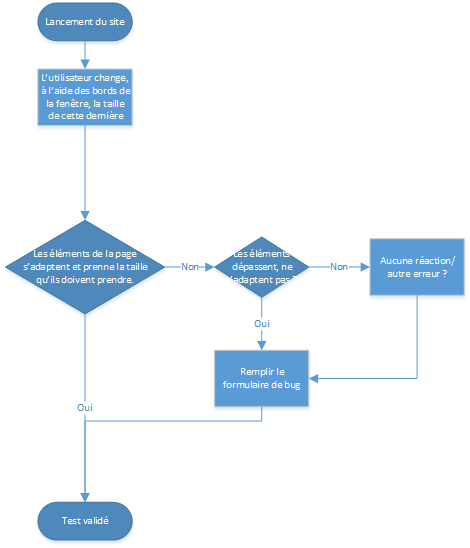 Lancement du site
L'utilisateur change,
à l'aide des bords de
la fenêtre, la taille
de cette dernière
Les éléments de la page
s'adaptent et prenne la taille
qu'ils doivent prendre.
Non
Les éléments
dépassent, ne
s'adaptent pas ?
Non
Aucune réaction/
autre erreur ?
Oui
Remplir le
formulaire de bug
Oui
Test validé